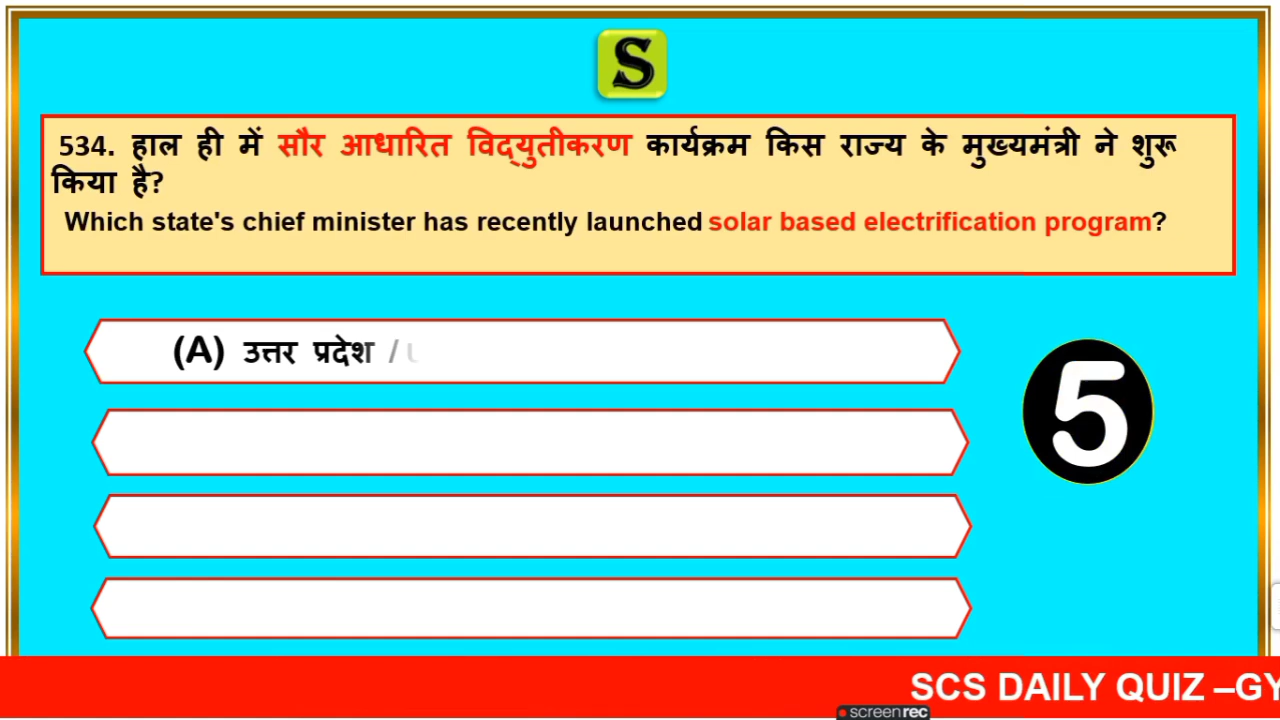 S
534. हाल ही में सौर आधारित विद्युतीकरण कार्यक्रम किस राज्य के मुख्यमंत्री ने शुरू
किया है?
Which state's chief minister has recently launched solar based electrification program?
(A) उत्तर प्रदेश /
5
SCS DAILY QUIZ –GY
screenrec